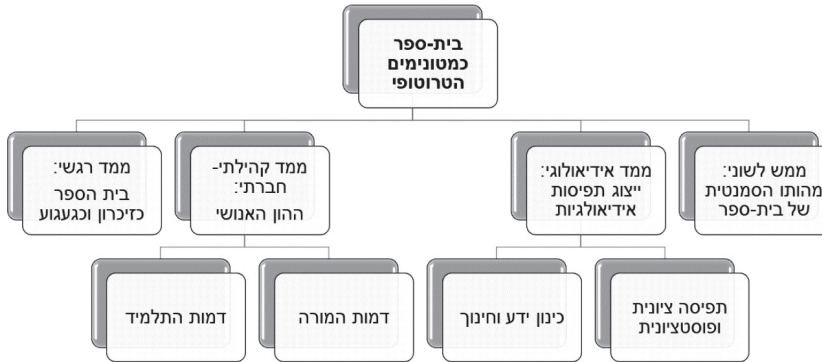 בית-ספר
כמטונימים
הטרוטופי
ממש לשוני:
מהותו הסמנטית
של בית-ספר
ממד אידיאולוגי:
ייצוג תפיסות
אידיאולגיות
ממד קהילתי-
חברתי:
ההון האנושי
ממד רגשי:
בית הספר
כזיכרון וכגעגוע
תפיסה ציונית
ופוסטציונית
כינון ידע וחינוך
דמות המורה
דמות התלמיד